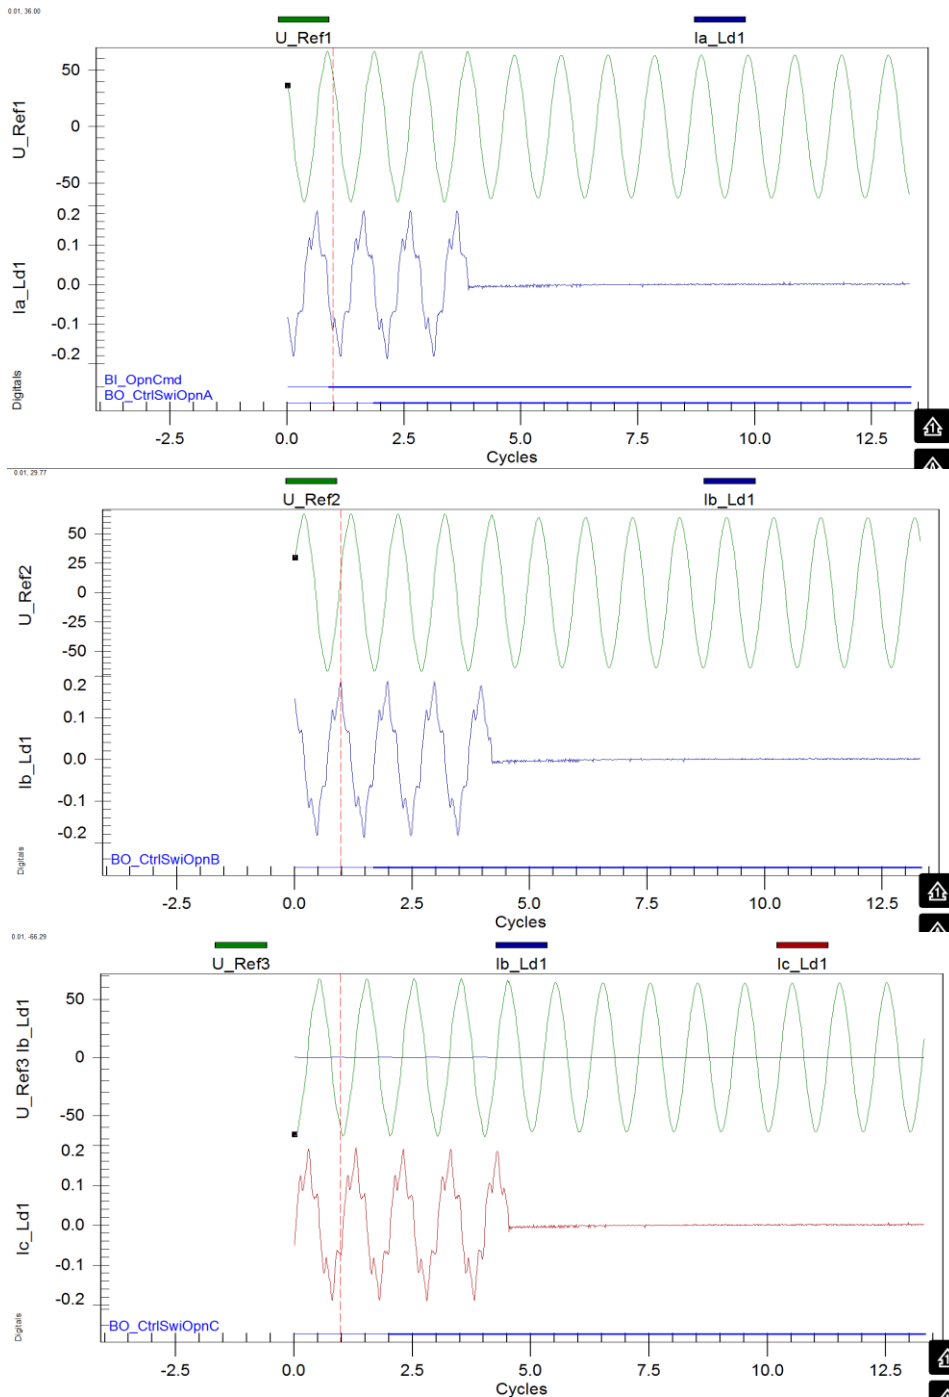 0.01, 36.00
U_Ref1 Ia_Ld1
50
0
-50
U_Ref1
0.2
0.1
0.0
-0.1
-0.2
Ia_Ld1
Digitals
BI_OpnCmd
BO_CtrlSwiOpnA
-2.5 0.0 2.5 5.0 7.5 10.0 12.5
Cycles
1
0.01, 29.77
U_Ref2 Ib_Ld1
50
25
0
-25
-50
U_Ref2
0.2
0.1
0.0
-0.1
-0.2
Ib_Ld1
Digitals
BO_CtrlSwiOpnB
-2.5 0.0 2.5 5.0 7.5 10.0 12.5
Cycles
1
0.01, -66.29
U_Ref3 Ib_Ld1 Ic_Ld1
50
0
-50
U_Ref3 Ib_Ld1
0.2
0.1
0.0
-0.1
-0.2
Ic_Ld1
Digitals
BO_CtrlSwiOpnC
-2.5 0.0 2.5 5.0 7.5 10.0 12.5
Cycles
1